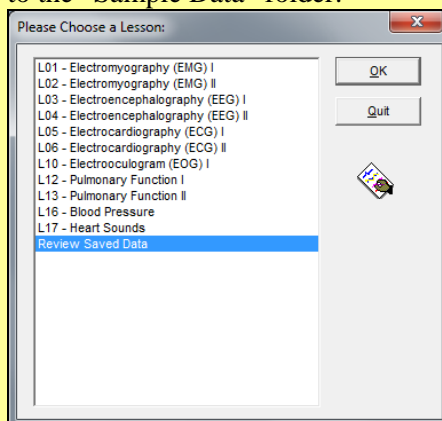 to the "Sample Data" folder.
Please Choose a Lesson:
L01 - Electromyography (EMG) I
L02 - Electromyography (EMG) II
L03 - Electroencephalography (EEG) I
L04 - Electroencephalography (EEG) II
L05 - Electrocardiography (ECG) I
L06 - Electrocardiography (ECG) II
L10 - Electrooculogram (EOG) I
L12 - Pulmonary Function I
L13 - Pulmonary Function II
L16 - Blood Pressure
L17 - Heart Sounds
Review Saved Data
OK
Quit